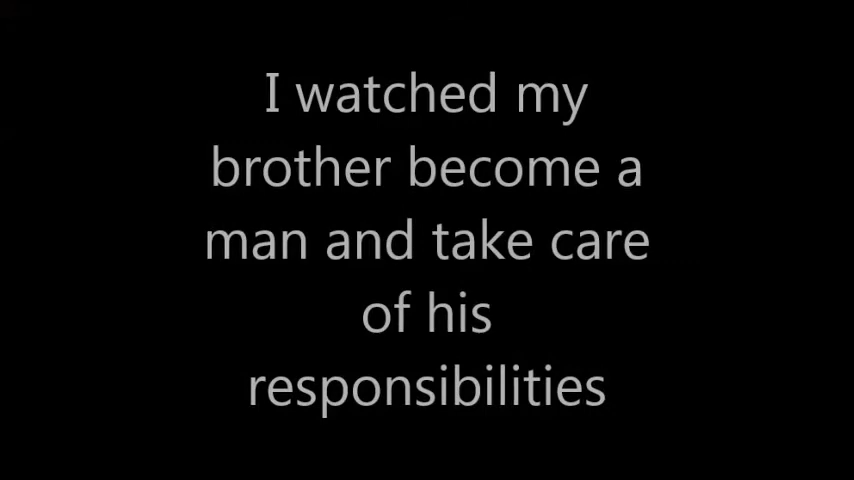 I watched my
brother become a
man and take care
of his
responsibilities